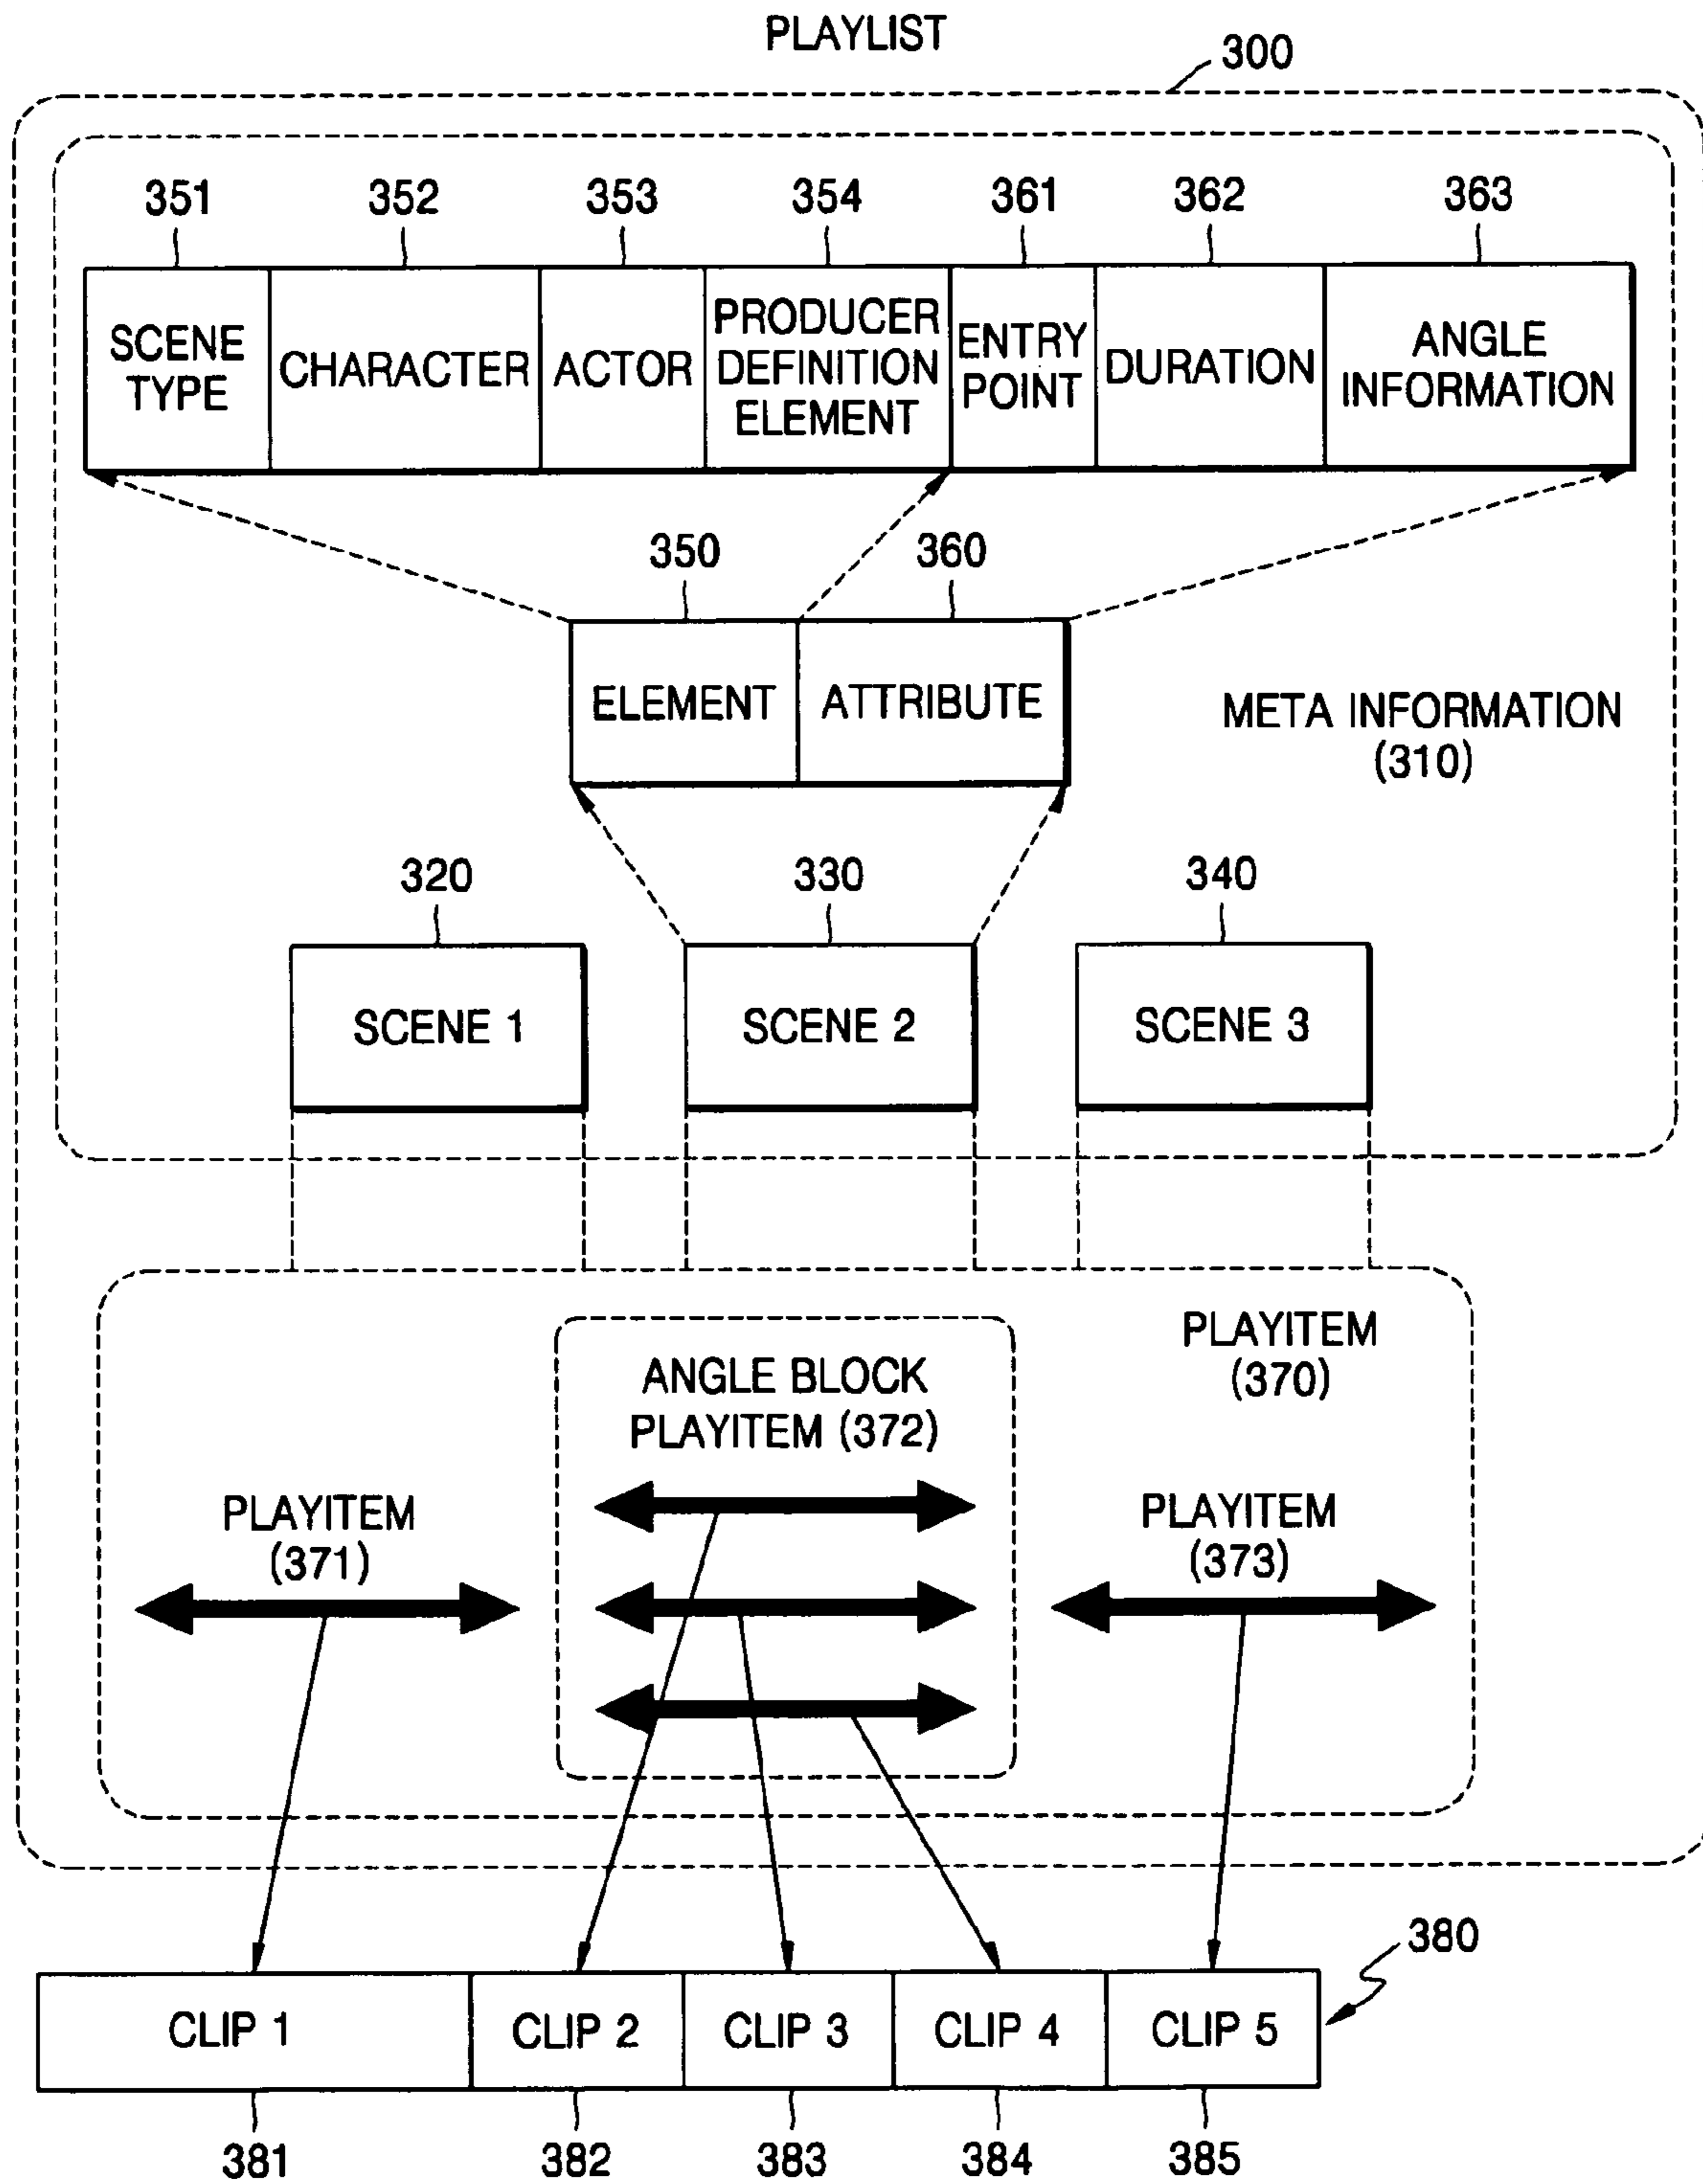 PLAYLIST
300
351 352 353 354 361 362 363
SCENE
TYPE
CHARACTER
ACTOR
PRODUCER
DEFINITION
ELEMENT
ENTRY
POINT
DURATION
ANGLE
INFORMATION
350 360
ELEMENT ATTRIBUTE
META INFORMATION
(310)
320 330 340
SCENE 1 SCENE 2 SCENE 3
PLAYITEM
(370)
ANGLE BLOCK
PLAYITEM (372)
PLAYITEM
(371)
PLAYITEM
(373)
380
CLIP 1 CLIP 2 CLIP 3 CLIP 4 CLIP 5
381 382 383 384 385